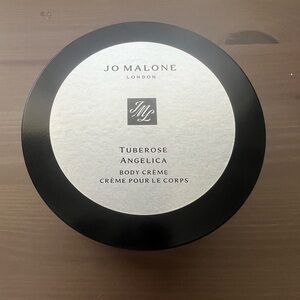 JO MALONE
LONDON
JML
TUBEROSE
ANGELICA
BODY CRÈME
CRÈME POUR LE CORPS